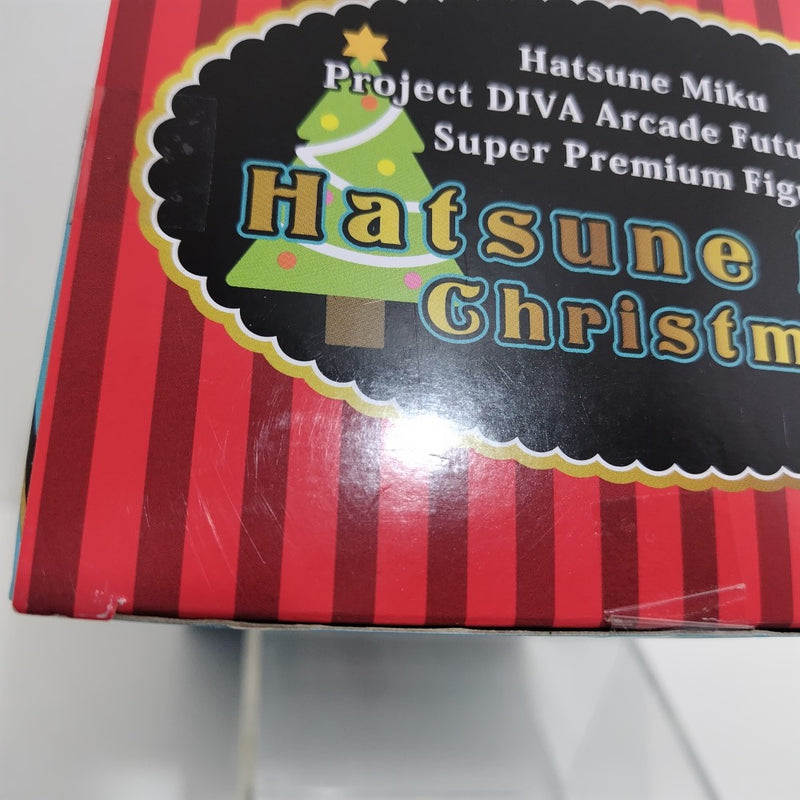 Hatsune Miku
Project DIVA Arcade Futu
Super Premium Fig
Hatsune
Christm